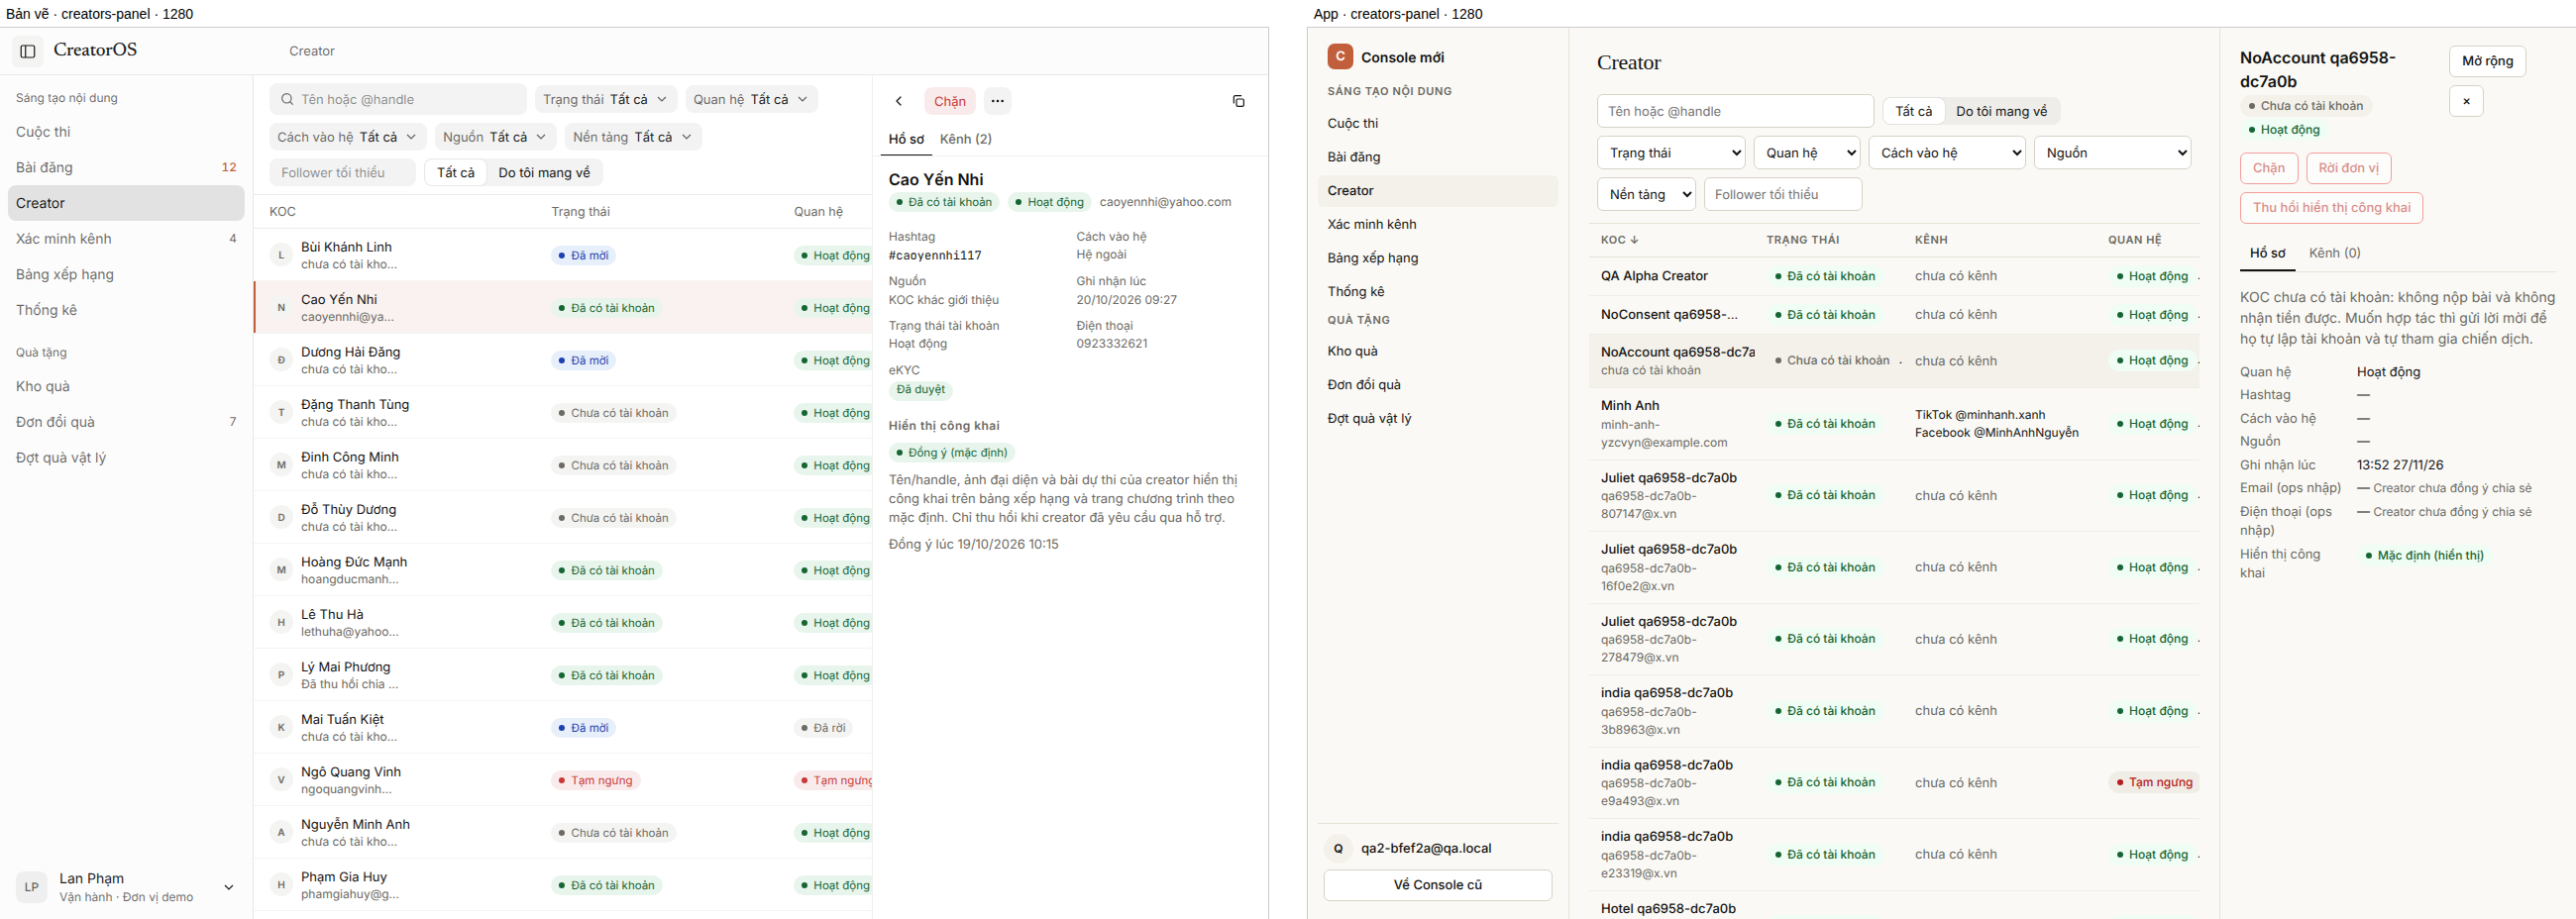 Bản vẽ · creators-panel · 1280
CreatorOS
Creator
Sáng tạo nội dung
Cuộc thi
Bài đăng 12
Creator
Xác minh kênh 4
Bảng xếp hạng
Thống kê
Quà tặng
Kho quà
Đơn đổi quà 7
Đợt quà vật lý
LP
Lan Phạm
Vận hành · Đơn vị demo
Tên hoặc @handle
Trạng thái Tất cả
Quan hệ Tất cả
Cách vào hệ Tất cả
Nguồn Tất cả
Nền tảng Tất cả
Follower tối thiểu
Tất cả
Do tôi mang về
KOC Trạng thái Quan hệ
L Bùi Khánh Linh Đã mời Hoạt động
chưa có tài kho...
N Cao Yến Nhi Đã có tài khoản Hoạt động
caoyennhi@ya...
Đ Dương Hải Đăng Đã mời Hoạt động
chưa có tài kho...
T Đặng Thanh Tùng Chưa có tài khoản Hoạt động
chưa có tài kho...
M Đinh Công Minh Chưa có tài khoản Hoạt động
chưa có tài kho...
D Đỗ Thùy Dương Chưa có tài khoản Hoạt động
chưa có tài kho...
M Hoàng Đức Mạnh Đã có tài khoản Hoạt động
hoangducmanh...
H Lê Thu Hà Đã có tài khoản Hoạt động
lethuha@yahoo...
P Lý Mai Phương Đã có tài khoản Hoạt động
Đã thu hồi chia ...
K Mai Tuấn Kiệt Đã mời Đã rời
chưa có tài kho...
V Ngô Quang Vinh Tạm ngưng Tạm ngưng
ngoquangvinh...
A Nguyễn Minh Anh Chưa có tài khoản Hoạt động
chưa có tài kho...
H Phạm Gia Huy Đã có tài khoản Hoạt động
phamgiahuy@g...
Chặn
Hồ sơ Kênh (2)
Cao Yến Nhi
Đã có tài khoản Hoạt động caoyennhi@yahoo.com
Hashtag Cách vào hệ
#caoyennhi117 Hệ ngoài
Nguồn Ghi nhận lúc
KOC khác giới thiệu 20/10/2026 09:27
Trạng thái tài khoản Điện thoại
Hoạt động 0923332621
eKYC
Đã duyệt
Hiển thị công khai
Đồng ý (mặc định)
Tên/handle, ảnh đại diện và bài dự thi của creator hiển thị
công khai trên bảng xếp hạng và trang chương trình theo
mặc định. Chỉ thu hồi khi creator đã yêu cầu qua hỗ trợ.
Đồng ý lúc 19/10/2026 10:15
App · creators-panel · 1280
C Console mới
SÁNG TẠO NỘI DUNG
Cuộc thi
Bài đăng
Creator
Xác minh kênh
Bảng xếp hạng
Thống kê
QUÀ TẶNG
Kho quà
Đơn đổi quà
Đợt quà vật lý
Q qa2-bfef2a@qa.local
Về Console cũ
Creator
Tên hoặc @handle Tất cả Do tôi mang về
Trạng thái Quan hệ Cách vào hệ Nguồn
Nền tảng Follower tối thiểu
KOC ↓ TRẠNG THÁI KÊNH QUAN HỆ
QA Alpha Creator Đã có tài khoản chưa có kênh Hoạt động
NoConsent qa6958-... Đã có tài khoản chưa có kênh Hoạt động
NoAccount qa6958-dc7a Chưa có tài khoản chưa có kênh Hoạt động
chưa có tài khoản
Minh Anh Đã có tài khoản TikTok @minhanh.xanh Hoạt động
minh-anh- Facebook @MinhAnhNguyễn
yzcvyn@example.com
Juliet qa6958-dc7a0b Đã có tài khoản chưa có kênh Hoạt động
qa6958-dc7a0b-
807147@x.vn
Juliet qa6958-dc7a0b Đã có tài khoản chưa có kênh Hoạt động
qa6958-dc7a0b-
16f0e2@x.vn
Juliet qa6958-dc7a0b Đã có tài khoản chưa có kênh Hoạt động
qa6958-dc7a0b-
278479@x.vn
india qa6958-dc7a0b Đã có tài khoản chưa có kênh Hoạt động
qa6958-dc7a0b-
3b8963@x.vn
india qa6958-dc7a0b Đã có tài khoản chưa có kênh Tạm ngưng
qa6958-dc7a0b-
e9a493@x.vn
india qa6958-dc7a0b Đã có tài khoản chưa có kênh Hoạt động
qa6958-dc7a0b-
e23319@x.vn
Hotel qa6958-dc7a0b
NoAccount qa6958-
dc7a0b
Mở rộng
×
Chưa có tài khoản
Hoạt động
Chặn Rời đơn vị
Thu hồi hiển thị công khai
Hồ sơ Kênh (0)
KOC chưa có tài khoản: không nộp bài và không
nhận tiền được. Muốn hợp tác thì gửi lời mời để
họ tự lập tài khoản và tự tham gia chiến dịch.
Quan hệ Hoạt động
Hashtag —
Cách vào hệ —
Nguồn —
Ghi nhận lúc 13:52 27/11/26
Email (ops nhập) — Creator chưa đồng ý chia sẻ
Điện thoại (ops — Creator chưa đồng ý chia sẻ
nhập)
Hiển thị công Mặc định (hiển thị)
khai